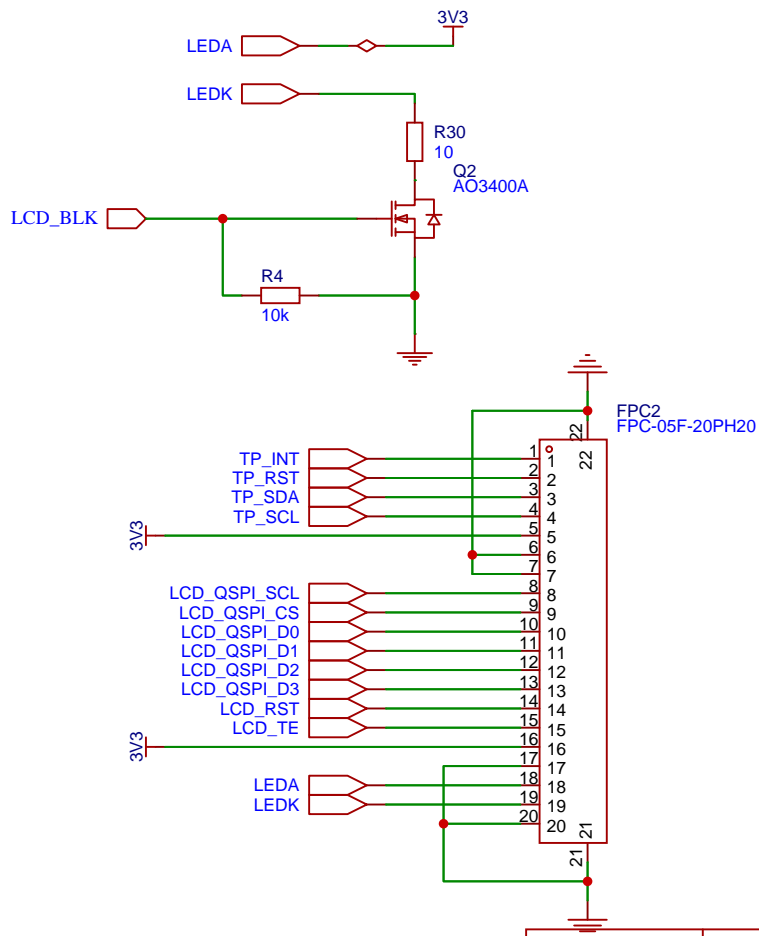 3V3
LEDA
LEDK
R30
10
Q2
AO3400A
LCD_BLK
R4
10k
FPC2
FPC-05F-20PH20
22
22
TP_INT 1 1
TP_RST 2 2
TP_SDA 3 3
TP_SCL 4 4
3V3 5 5
6 6
7 7
LCD_QSPI_SCL 8 8
LCD_QSPI_CS 9 9
LCD_QSPI_D0 10 10
LCD_QSPI_D1 11 11
LCD_QSPI_D2 12 12
LCD_QSPI_D3 13 13
LCD_RST 14 14
LCD_TE 15 15
3V3 16 16
17 17
LEDA 18 18
LEDK 19 19
20 20
21
21